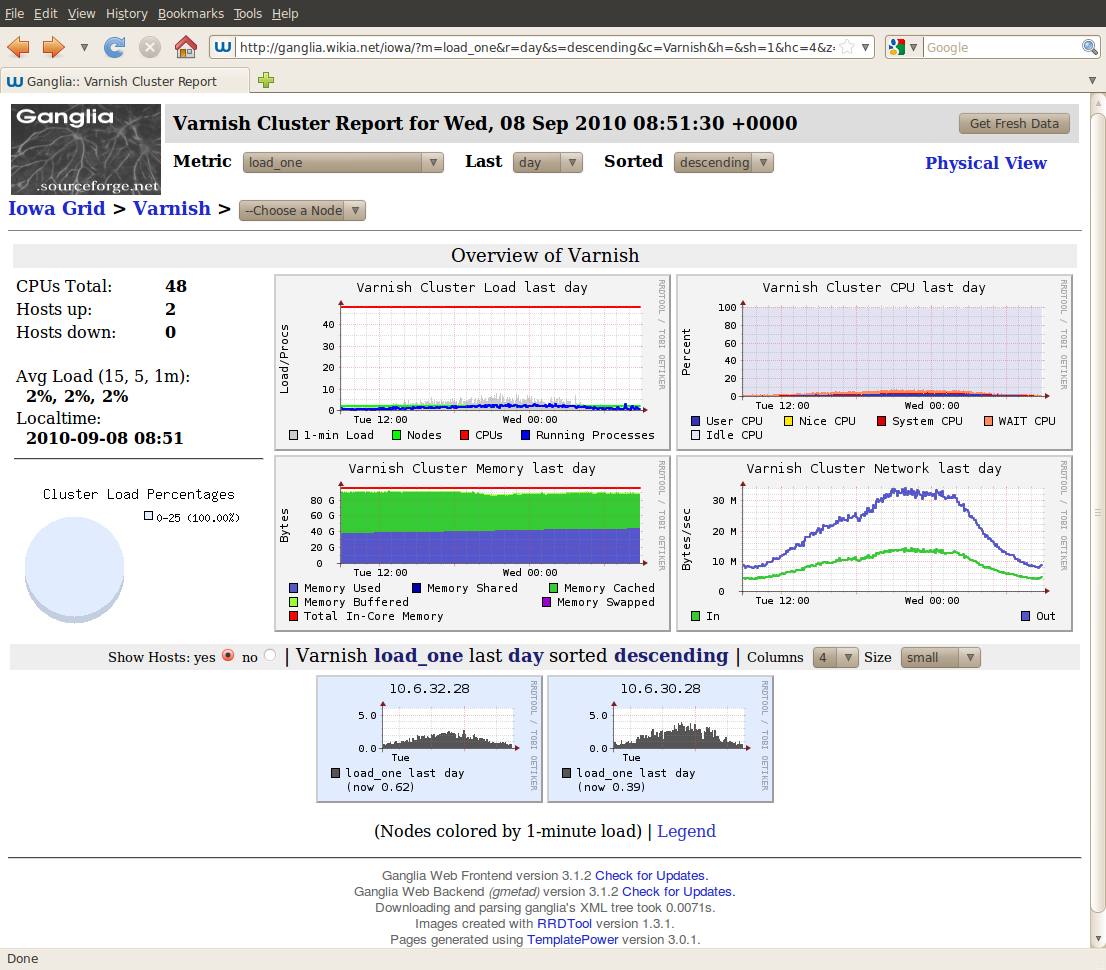 File Edit View History Bookmarks Tools Help
http://ganglia.wikia.net/iowa/?m=load_one&r=day&s=descending&c=Varnish&h=&sh=1&hc=4&z=
Google
Ganglia:: Varnish Cluster Report
Ganglia
.sourceforge.net
Varnish Cluster Report for Wed, 08 Sep 2010 08:51:30 +0000
Get Fresh Data
Metric load_one Last day Sorted descending
Physical View
Iowa Grid > Varnish > --Choose a Node
Overview of Varnish
CPUs Total: 48
Hosts up: 2
Hosts down: 0
Avg Load (15, 5, 1m):
2%, 2%, 2%
Localtime:
2010-09-08 08:51
Cluster Load Percentages
0-25 (100.00%)
Varnish Cluster Load last day
RRDTOOL / TOBI OETIKER
Load/Procs
40
30
20
10
0
Tue 12:00 Wed 00:00
1-min Load Nodes CPUs Running Processes
Varnish Cluster CPU last day
RRDTOOL / TOBI OETIKER
Percent
100
80
60
40
20
0
Tue 12:00 Wed 00:00
User CPU Nice CPU System CPU WAIT CPU
Idle CPU
Varnish Cluster Memory last day
RRDTOOL / TOBI OETIKER
Bytes
80 G
60 G
40 G
20 G
0
Tue 12:00 Wed 00:00
Memory Used Memory Shared Memory Cached
Memory Buffered Memory Swapped
Total In-Core Memory
Varnish Cluster Network last day
RRDTOOL / TOBI OETIKER
Bytes/sec
30 M
20 M
10 M
0
Tue 12:00 Wed 00:00
In Out
Show Hosts: yes no | Varnish load_one last day sorted descending | Columns 4 Size small
10.6.32.28
RRDTOOL / TOBI OETIKER
5.0
0.0
Tue
load_one last day
(now 0.62)
10.6.30.28
RRDTOOL / TOBI OETIKER
5.0
0.0
Tue
load_one last day
(now 0.39)
(Nodes colored by 1-minute load) | Legend
Ganglia Web Frontend version 3.1.2 Check for Updates.
Ganglia Web Backend (gmetad) version 3.1.2 Check for Updates.
Downloading and parsing ganglia's XML tree took 0.0071s.
Images created with RRDTool version 1.3.1.
Pages generated using TemplatePower version 3.0.1.
Done